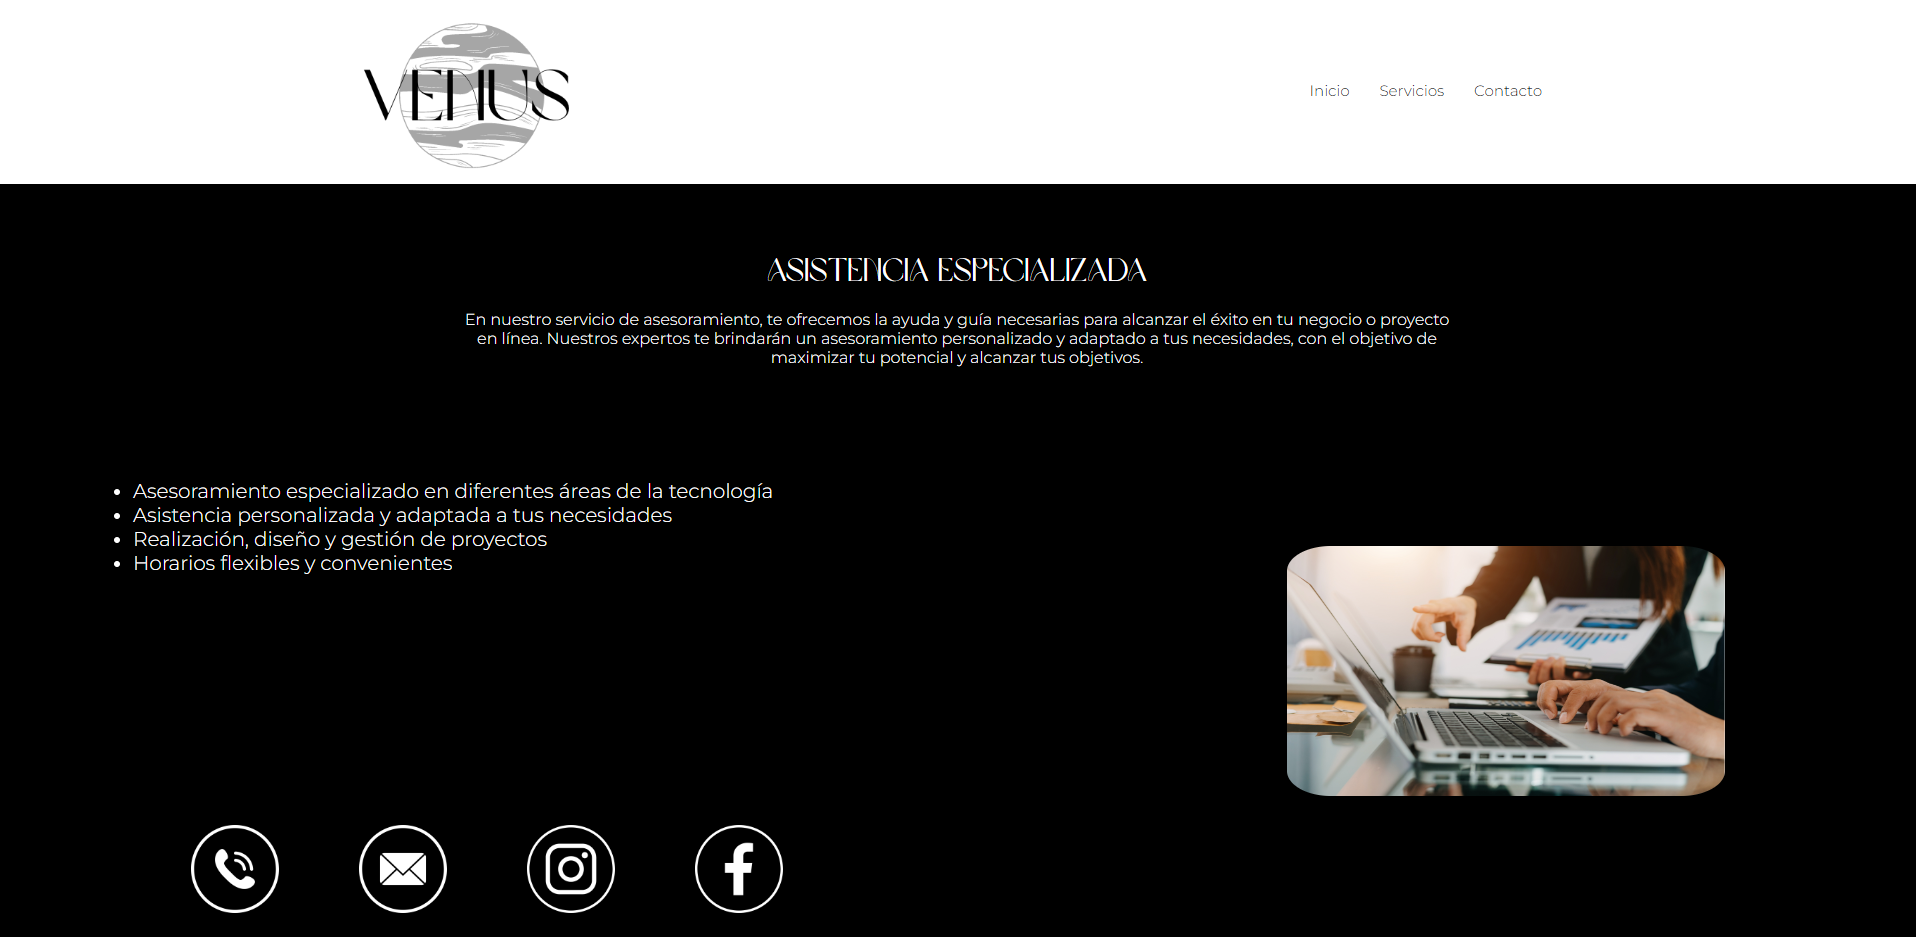 VENUS
Inicio Servicios Contacto
ASISTENCIA ESPECIALIZADA
En nuestro servicio de asesoramiento, te ofrecemos la ayuda y guía necesarias para alcanzar el éxito en tu negocio o proyecto
en línea. Nuestros expertos te brindarán un asesoramiento personalizado y adaptado a tus necesidades, con el objetivo de
maximizar tu potencial y alcanzar tus objetivos.
• Asesoramiento especializado en diferentes áreas de la tecnología
• Asistencia personalizada y adaptada a tus necesidades
• Realización, diseño y gestión de proyectos
• Horarios flexibles y convenientes